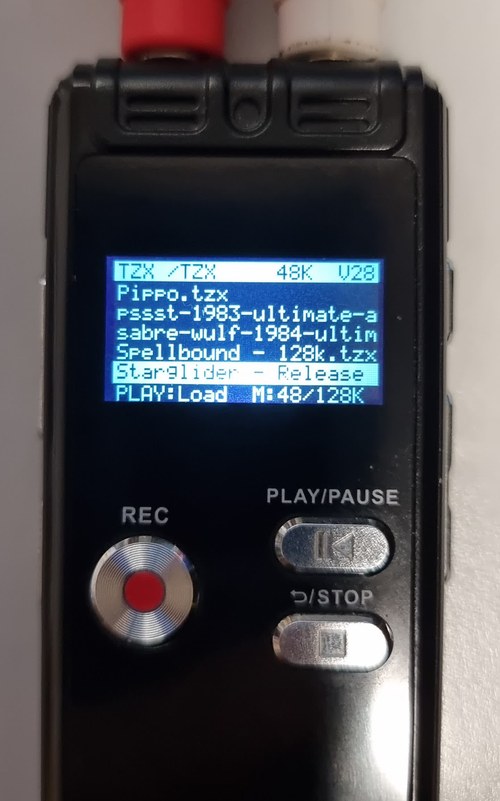 TZX /TZX 48K V28
Pippo.tzx
pssst-1983-ultimate-a
sabre-wulf-1984-ultim
Spellbound - 128k.tzx
Starglider - Release
PLAY:Load M:48/128K
PLAY/PAUSE
REC
/STOP